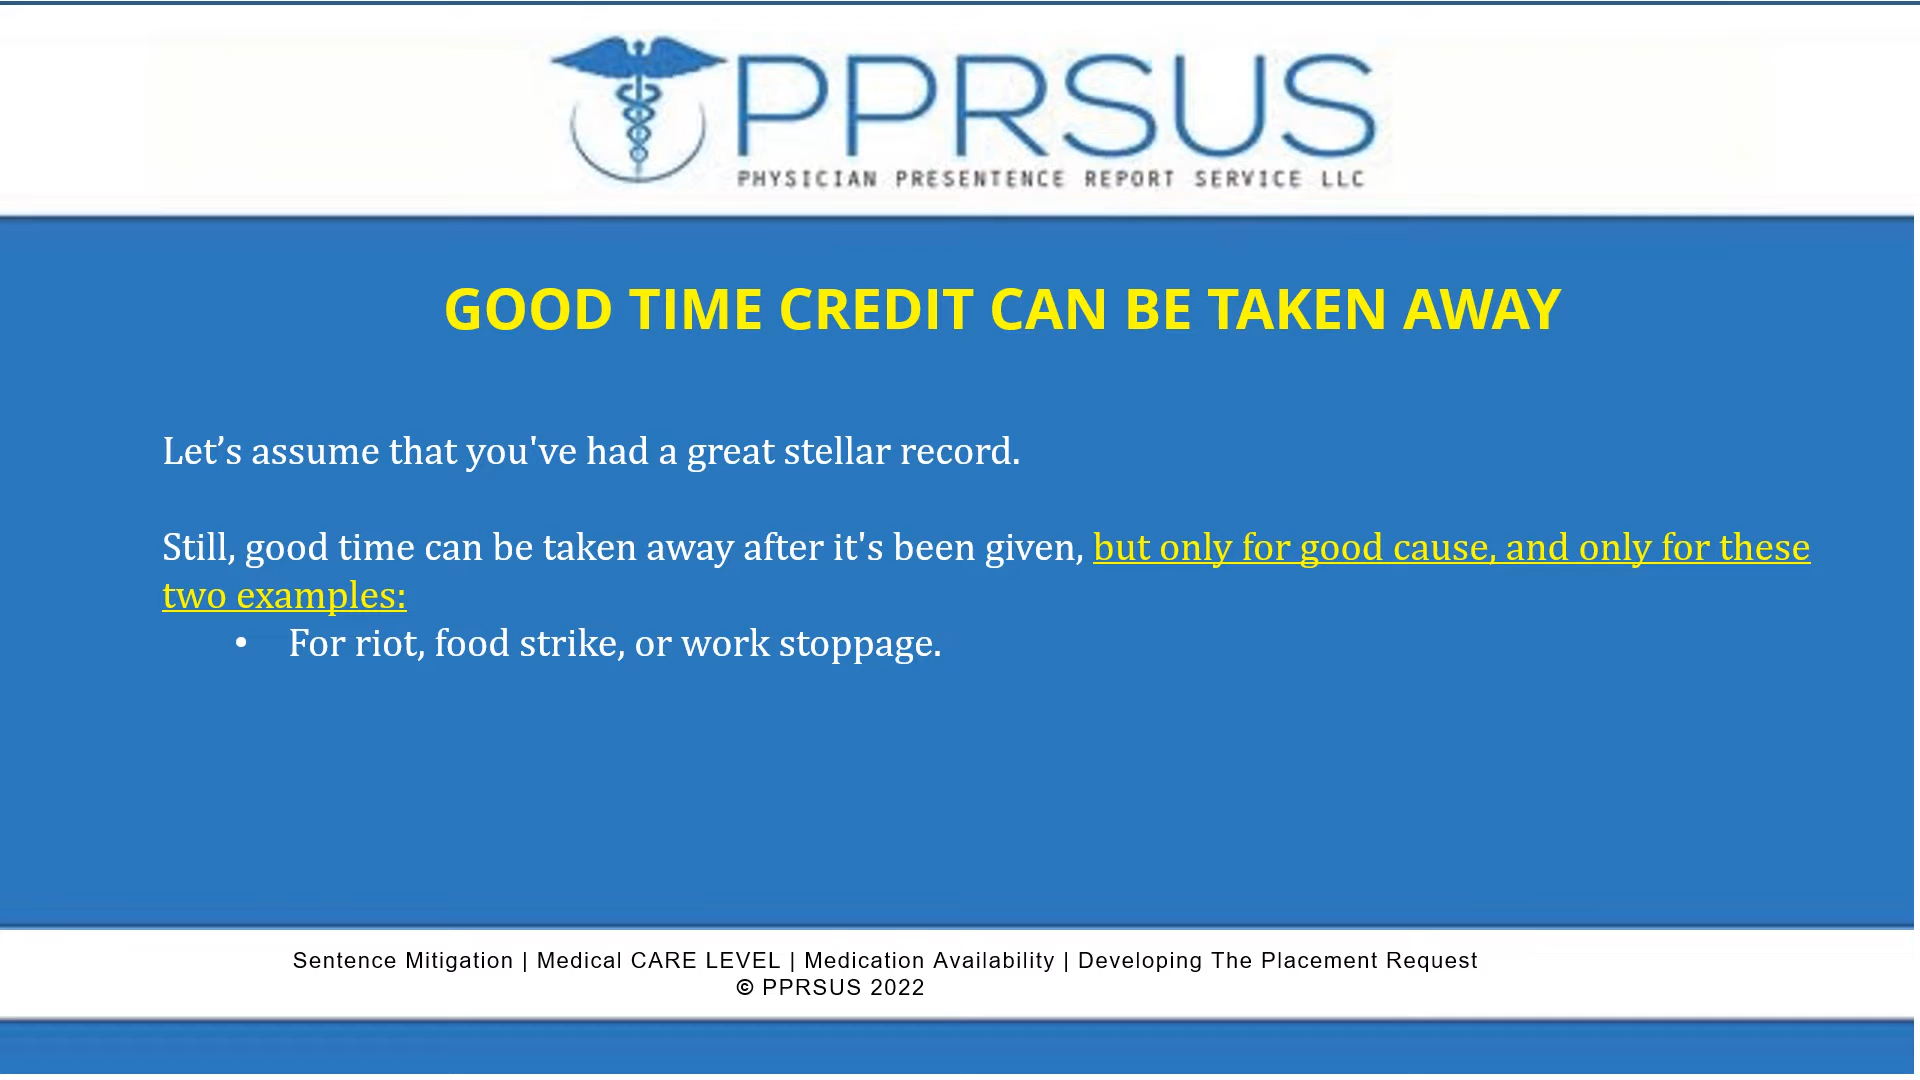 PPRSUS
PHYSICIAN PRESENTENCE REPORT SERVICE LLC
GOOD TIME CREDIT CAN BE TAKEN AWAY
Let’s assume that you've had a great stellar record.
Still, good time can be taken away after it's been given, but only for good cause, and only for these
two examples:
• For riot, food strike, or work stoppage.
Sentence Mitigation | Medical CARE LEVEL | Medication Availability | Developing The Placement Request
© PPRSUS 2022